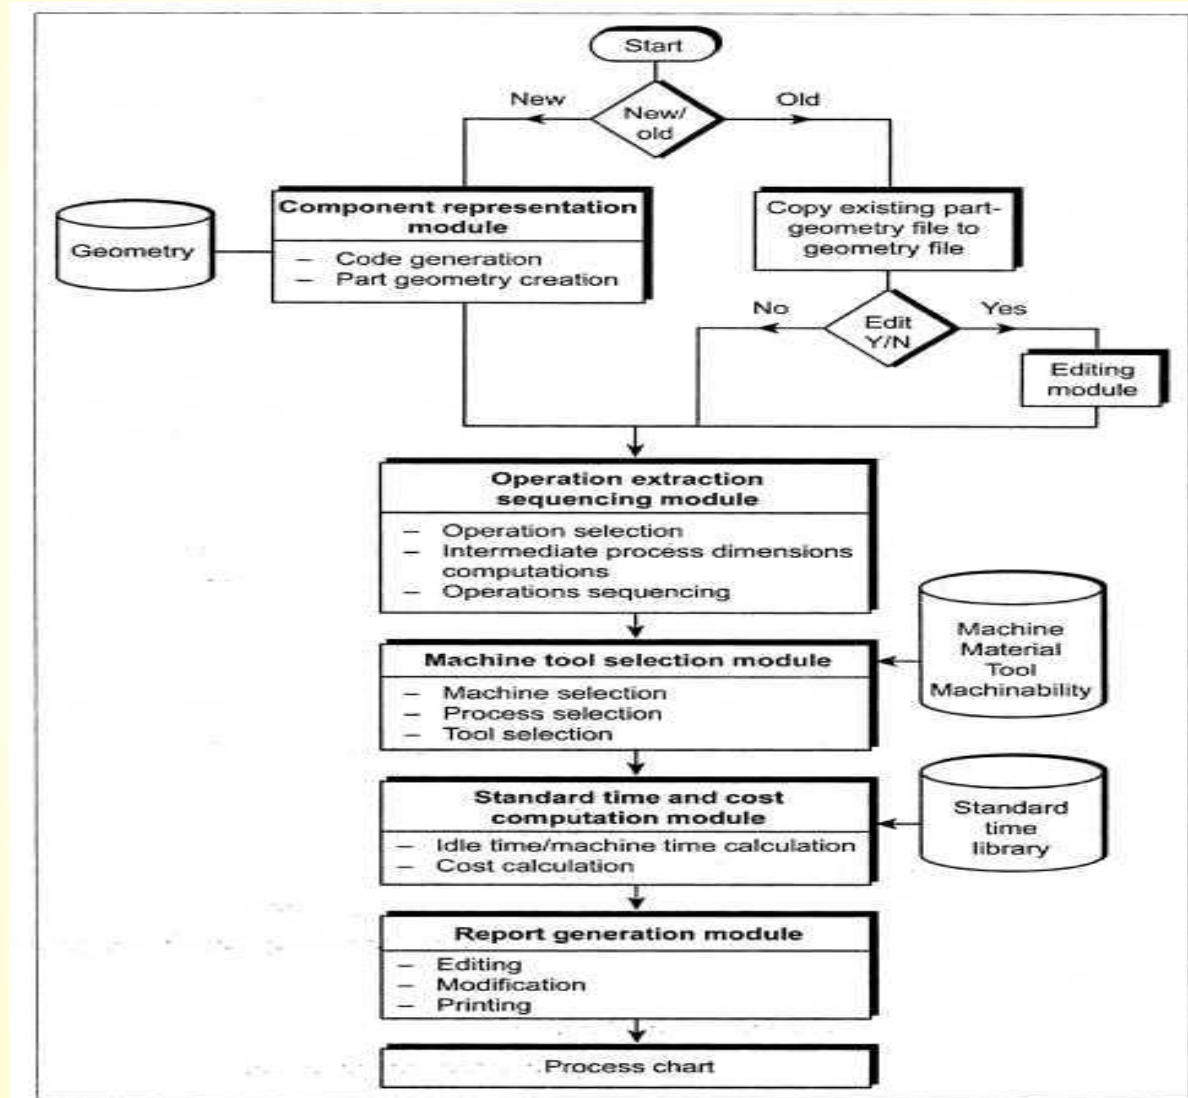 Start
New
Old
New/
old
Component representation
module
– Code generation
– Part geometry creation
Geometry
Copy existing part-
geometry file to
geometry file
No
Yes
Edit
Y/N
Editing
module
Operation extraction
sequencing module
– Operation selection
– Intermediate process dimensions
computations
– Operations sequencing
Machine
Material
Tool
Machinability
Machine tool selection module
– Machine selection
– Process selection
– Tool selection
Standard time and cost
computation module
– Idle time/machine time calculation
– Cost calculation
Standard
time
library
Report generation module
– Editing
– Modification
– Printing
Process chart